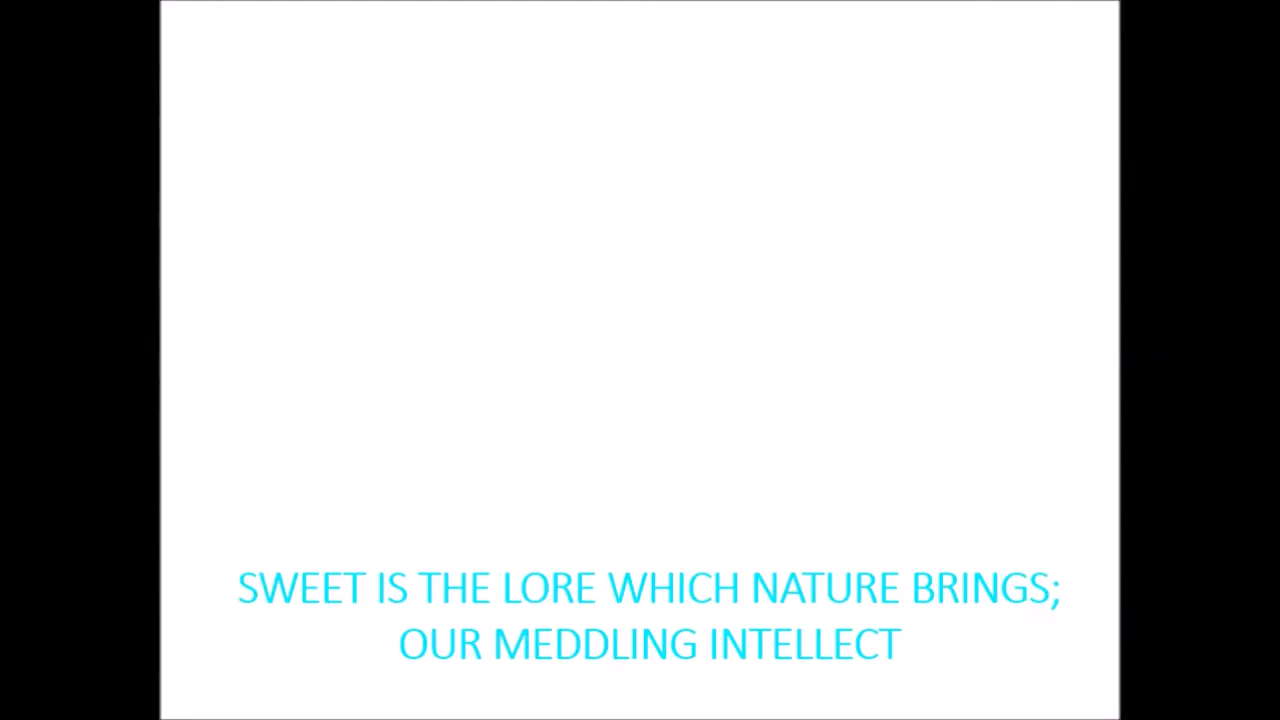 SWEET IS THE LORE WHICH NATURE BRINGS;
OUR MEDDLING INTELLECT